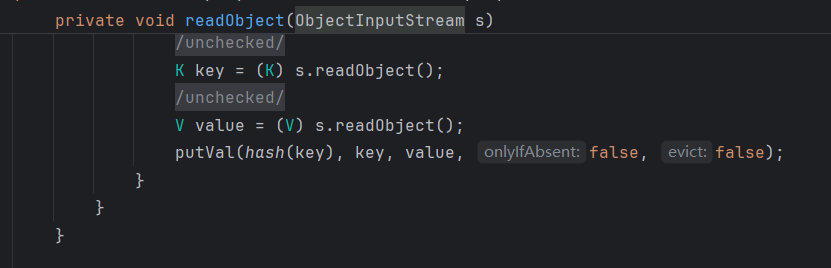 private void readObject(ObjectInputStream s)
/unchecked/
K key = (K) s.readObject();
/unchecked/
V value = (V) s.readObject();
putVal(hash(key), key, value, onlyIfAbsent: false, evict: false);
}
}
}